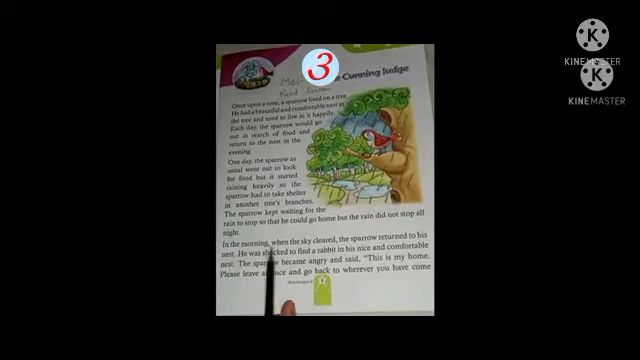 KINEMASTER
KINEMASTER
3
Cunning Judge
Read
Once upon a time, a sparrow lived on a tree.
He had a beautiful and comfortable nest in
the tree and used to live in it happily.
Each day, the sparrow would go
out in search of food and
return to the nest in the
evening.
One day, the sparrow as
usual went out to look
for food but it started
raining heavily so the
sparrow had to take shelter
in another tree's branches.
The sparrow kept waiting for the
rain to stop so that he could go home but the rain did not stop all
night.
In the morning, when the sky cleared, the sparrow returned to his
nest. He was shocked to find a rabbit in his nice and comfortable
nest. The sparrow became angry and said, "This is my home.
Please leave at once and go back to wherever you have come